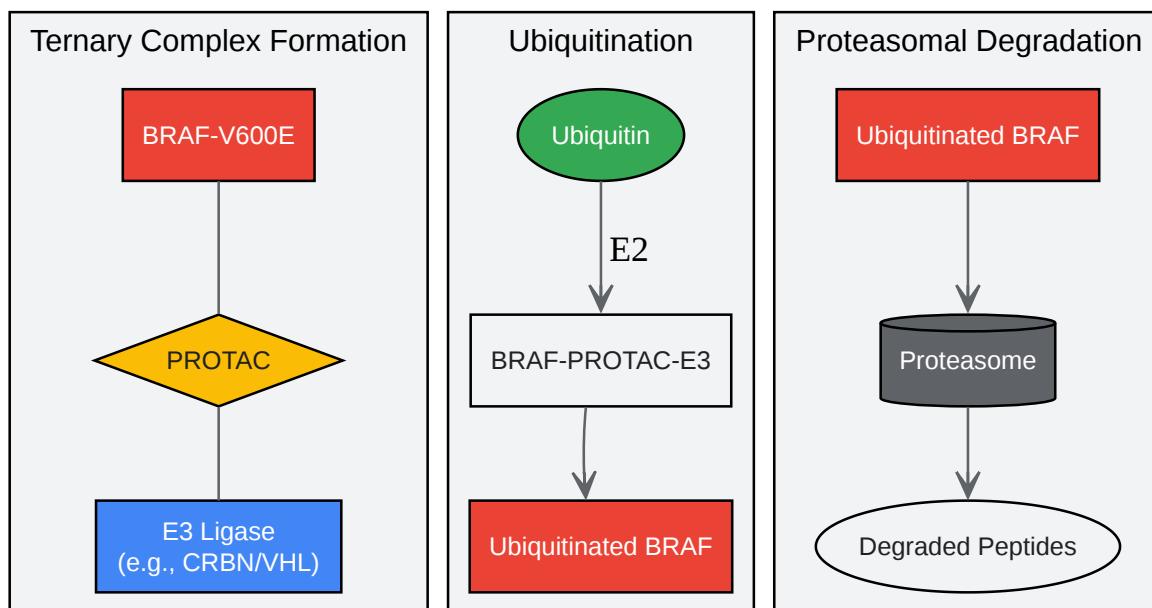 Ternary Complex Formation
BRAF-V600E
PROTAC
E3 Ligase
(e.g., CRBN/VHL)
Ubiquitination
Ubiquitin
E2
BRAF-PROTAC-E3
Ubiquitinated BRAF
Proteasomal Degradation
Ubiquitinated BRAF
Proteasome
Degraded Peptides